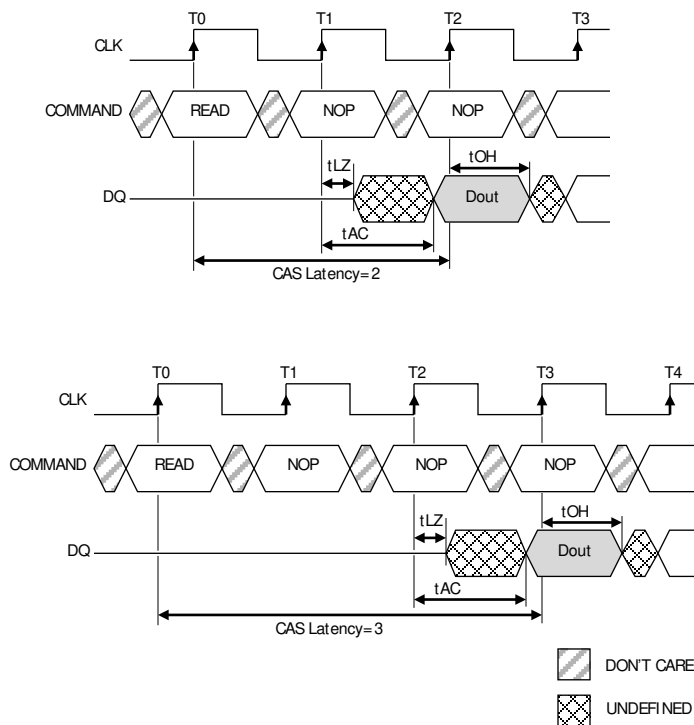 T0 T1 T2 T3
CLK
COMMAND READ NOP NOP
tLZ tOH
DQ Dout
tAC
CAS Latency=2
T0 T1 T2 T3 T4
CLK
COMMAND READ NOP NOP NOP
tLZ tOH
DQ Dout
tAC
CAS Latency=3
DON'T CARE
UNDEFINED